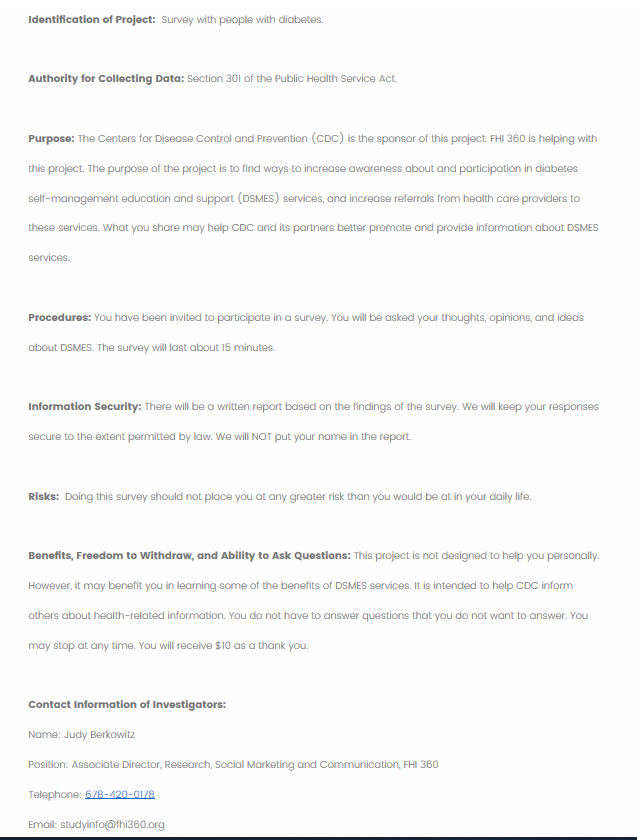 Identification of Project: Survey with people with diabetes.
Authority for Collecting Data: Section 301 of the Public Health Service Act.
Purpose: The Centers for Disease Control and Prevention (CDC) is the sponsor of this project. FHI 360 is helping with
this project. The purpose of the project is to find ways to increase awareness about and participation in diabetes
self-management education and support (DSMES) services, and increase referrals from health care providers to
these services. What you share may help CDC and its partners better promote and provide information about DSMES
services.
Procedures: You have been invited to participate in a survey. You will be asked your thoughts, opinions, and ideas
about DSMES. The survey will last about 15 minutes.
Information Security: There will be a written report based on the findings of the survey. We will keep your responses
secure to the extent permitted by law. We will NOT put your name in the report.
Risks: Doing this survey should not place you at any greater risk than you would be at in your daily life.
Benefits, Freedom to Withdraw, and Ability to Ask Questions: This project is not designed to help you personally.
However, it may benefit you in learning some of the benefits of DSMES services. It is intended to help CDC inform
others about health-related information. You do not have to answer questions that you do not want to answer. You
may stop at any time. You will receive $10 as a thank you.
Contact Information of Investigators:
Name: Judy Berkowitz
Position: Associate Director, Research, Social Marketing and Communication, FHI 360
Telephone: 678-420-0178
Email: studyinfo@fhi360.org